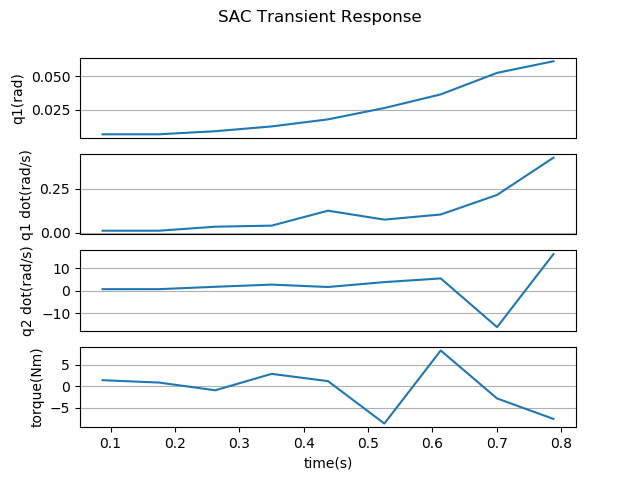 SAC Transient Response
0.050
0.025
q1(rad)
0.25
0.00
q1 dot(rad/s)
10
0
−10
q2 dot(rad/s)
5
0
−5
torque(Nm)
0.1 0.2 0.3 0.4 0.5 0.6 0.7 0.8
time(s)